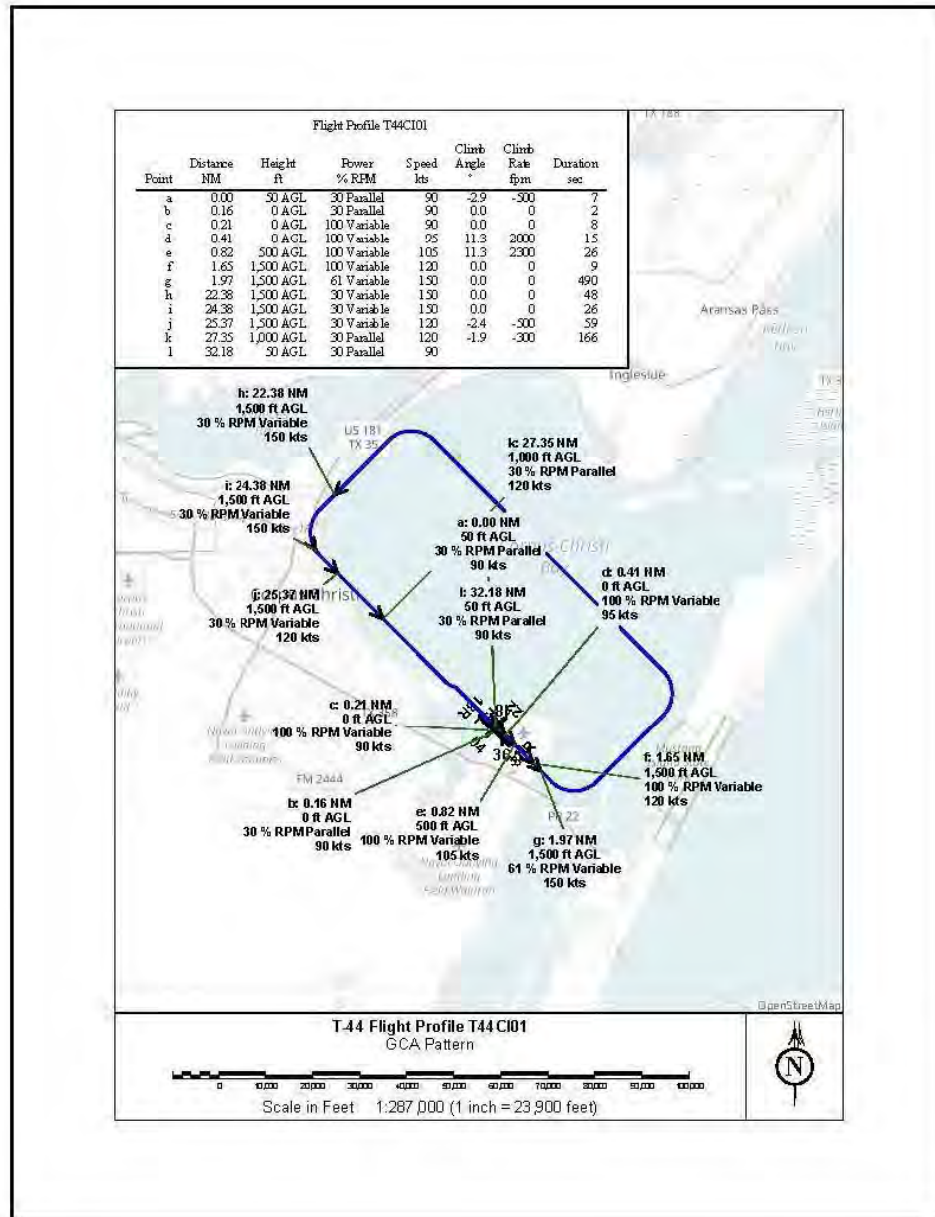 TX 188
Flight Profile T44CI01
Point Distance NM Height ft Power % RPM Speed kts Climb Angle ° Climb Rate fpm Duration sec
a 0.00 50 AGL 30 Parallel 90 -2.9 -500 7
b 0.16 0 AGL 30 Parallel 90 0.0 0 2
c 0.21 0 AGL 100 Variable 90 0.0 0 8
d 0.41 0 AGL 100 Variable 95 11.3 2000 15
e 0.82 500 AGL 100 Variable 105 11.3 2300 26
f 1.65 1,500 AGL 100 Variable 120 0.0 0 9
g 1.97 1,500 AGL 61 Variable 150 0.0 0 490
h 22.38 1,500 AGL 30 Variable 150 0.0 0 48
i 24.38 1,500 AGL 30 Variable 150 0.0 0 26
j 25.37 1,500 AGL 30 Variable 120 -2.4 -500 59
k 27.35 1,000 AGL 30 Parallel 120 -1.9 -300 166
l 32.18 50 AGL 30 Parallel 90
Aransas Pass
Ingleside
h: 22.38 NM
1,500 ft AGL
30 % RPM Variable
150 kts
US 181
TX 35
k: 27.35 NM
1,000 ft AGL
30 % RPM Parallel
120 kts
i: 24.38 NM
1,500 ft AGL
30 % RPM Variable
150 kts
a: 0.00 NM
50 ft AGL
30 % RPM Parallel
90 kts
l: 32.18 NM
50 ft AGL
30 % RPM Parallel
90 kts
d: 0.41 NM
0 ft AGL
100 % RPM Variable
95 kts
j: 25.37 NM
1,500 ft AGL
30 % RPM Variable
120 kts
c: 0.21 NM
0 ft AGL
100 % RPM Variable
90 kts
f: 1.65 NM
1,500 ft AGL
100 % RPM Variable
120 kts
FM 2444
b: 0.16 NM
0 ft AGL
30 % RPM Parallel
90 kts
e: 0.82 NM
500 ft AGL
100 % RPM Variable
105 kts
PR 22
g: 1.97 NM
1,500 ft AGL
61 % RPM Variable
150 kts
OpenStreetMap
T-44 Flight Profile T44CI01
GCA Pattern
0 10,000 20,000 30,000 40,000 50,000 60,000 70,000 80,000 90,000 100,000
Scale in Feet 1:287,000 (1 inch = 23,900 feet)
N